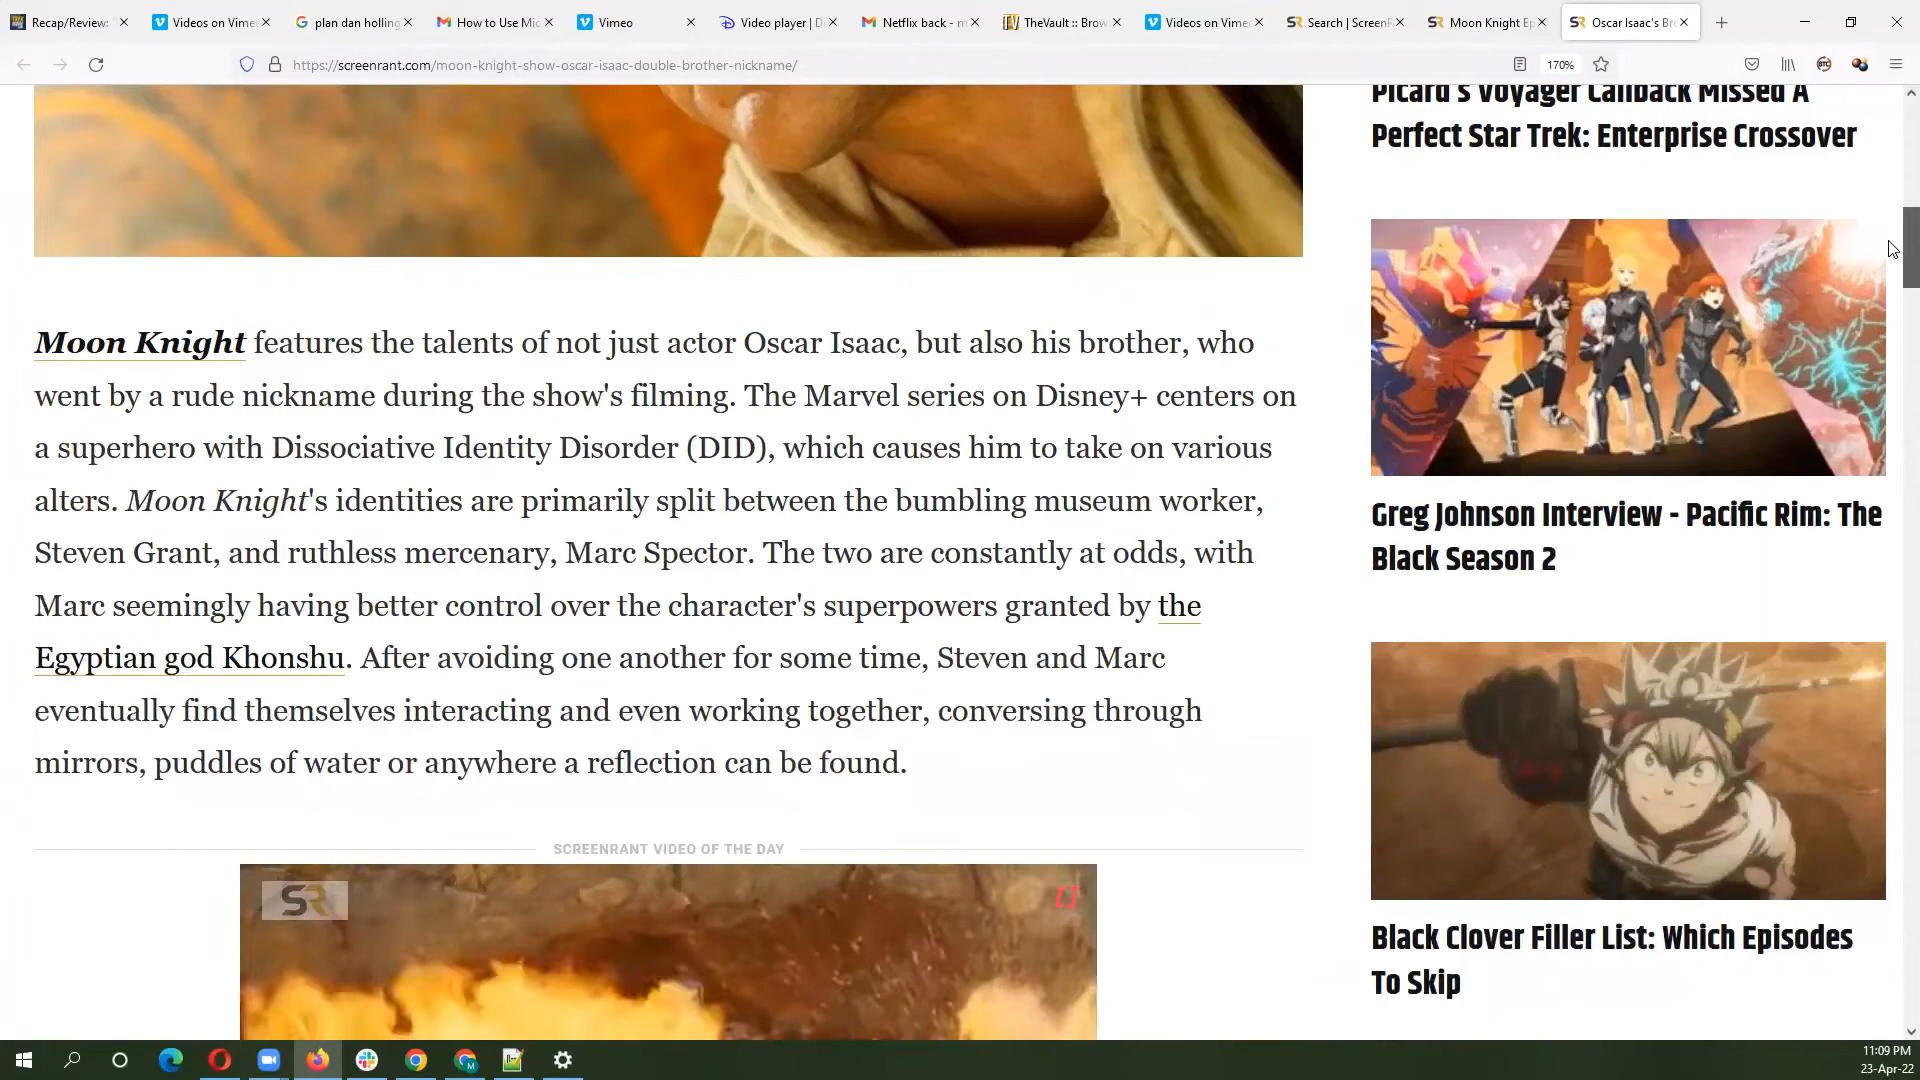 Recap/Review:
Videos on Vime
plan dan holling
How to Use Mic
Vimeo
Video player | D
Netflix back - m
TheVault :: Brow
Videos on Vime
Search | ScreenR
Moon Knight Ep
Oscar Isaac's Bro
https://screenrant.com/moon-knight-show-oscar-isaac-double-brother-nickname/
170%
Picard's Voyager Callback Missed A
Perfect Star Trek: Enterprise Crossover
Moon Knight features the talents of not just actor Oscar Isaac, but also his brother, who
went by a rude nickname during the show's filming. The Marvel series on Disney+ centers on
a superhero with Dissociative Identity Disorder (DID), which causes him to take on various
alters. Moon Knight's identities are primarily split between the bumbling museum worker,
Steven Grant, and ruthless mercenary, Marc Spector. The two are constantly at odds, with
Marc seemingly having better control over the character's superpowers granted by the
Egyptian god Khonshu. After avoiding one another for some time, Steven and Marc
eventually find themselves interacting and even working together, conversing through
mirrors, puddles of water or anywhere a reflection can be found.
SCREENRANT VIDEO OF THE DAY
SR
Greg Johnson Interview - Pacific Rim: The
Black Season 2
Black Clover Filler List: Which Episodes
To Skip
11:09 PM
23-Apr-22